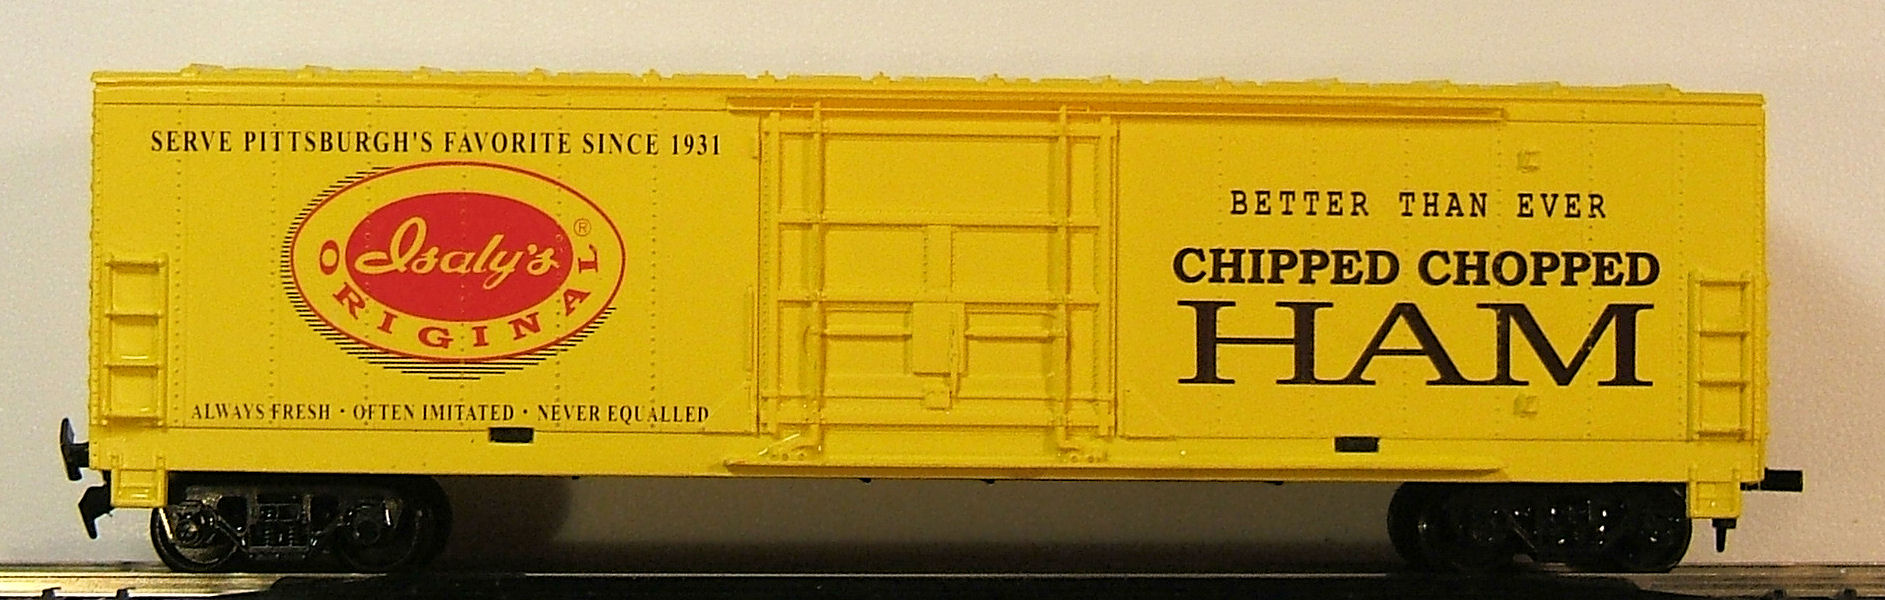 SERVE PITTSBURGH'S FAVORITE SINCE 1931
Isaly's ®
ORIGINAL
ALWAYS FRESH · OFTEN IMITATED · NEVER EQUALLED
BETTER THAN EVER
CHIPPED CHOPPED
HAM